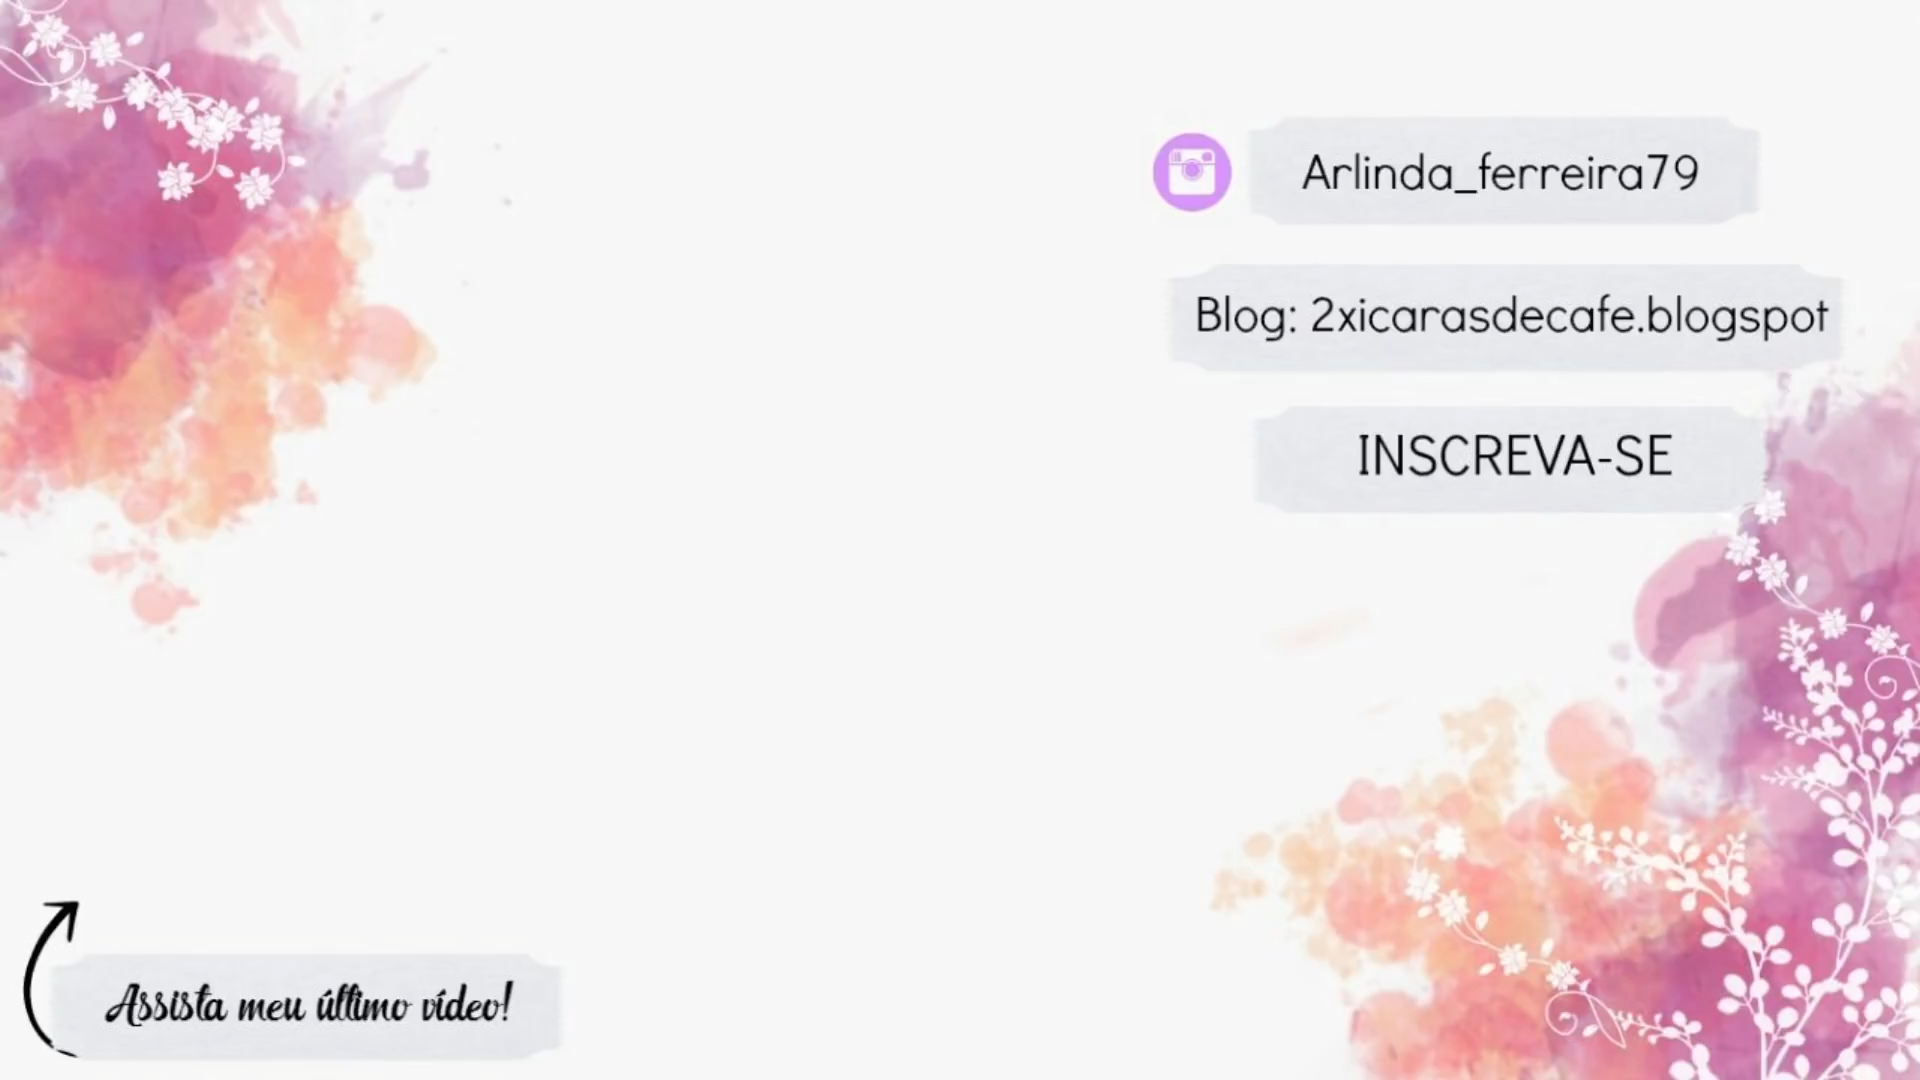 Arlinda_ferreira79
Blog: 2xicarasdecafe.blogspot
INSCREVA-SE
Assista meu último vídeo!